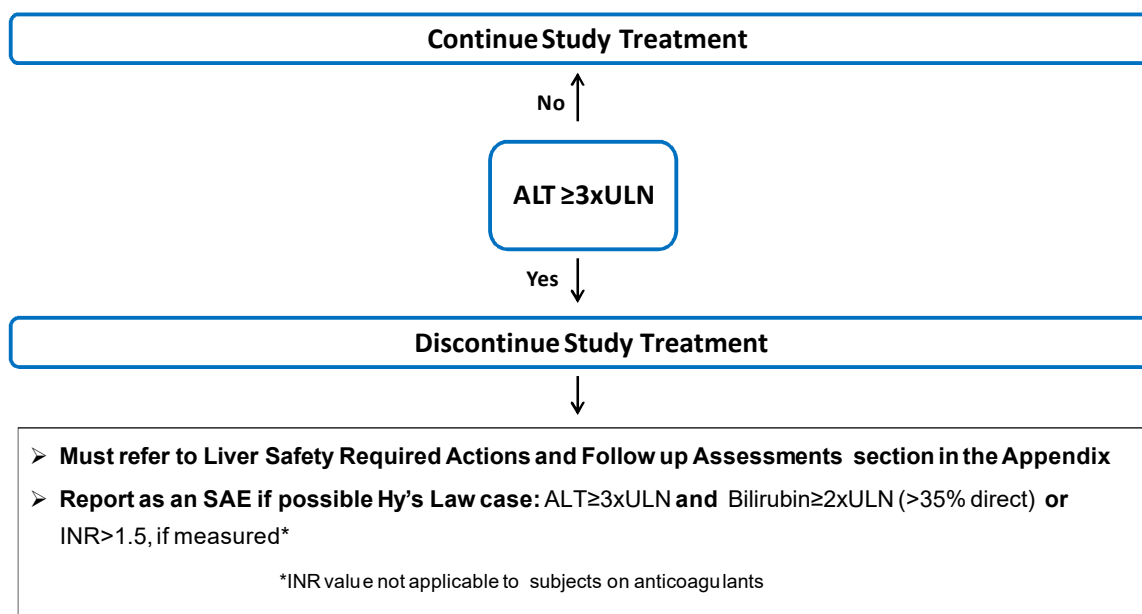 Continue Study Treatment
No
ALT ≥3xULN
Yes
Discontinue Study Treatment
➢ Must refer to Liver Safety Required Actions and Follow up Assessments section in the Appendix
➢ Report as an SAE if possible Hy's Law case: ALT≥3xULN and Bilirubin≥2xULN (>35% direct) or
INR>1.5, if measured*
*INR value not applicable to subjects on anticoagulants